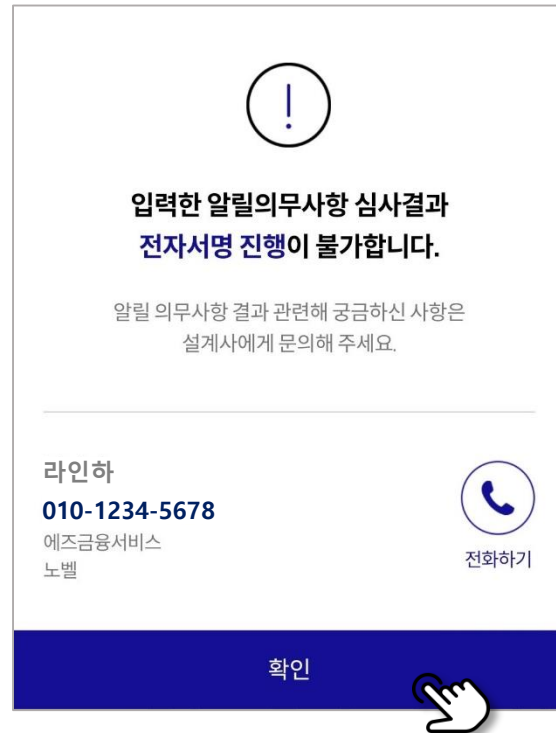 입력한 알릴의무사항 심사결과
전자서명 진행이 불가합니다.
알릴 의무사항 결과 관련해 궁금하신 사항은
설계사에게 문의해 주세요.
라인하
010-1234-5678
에즈금융서비스
노벨
전화하기
확인